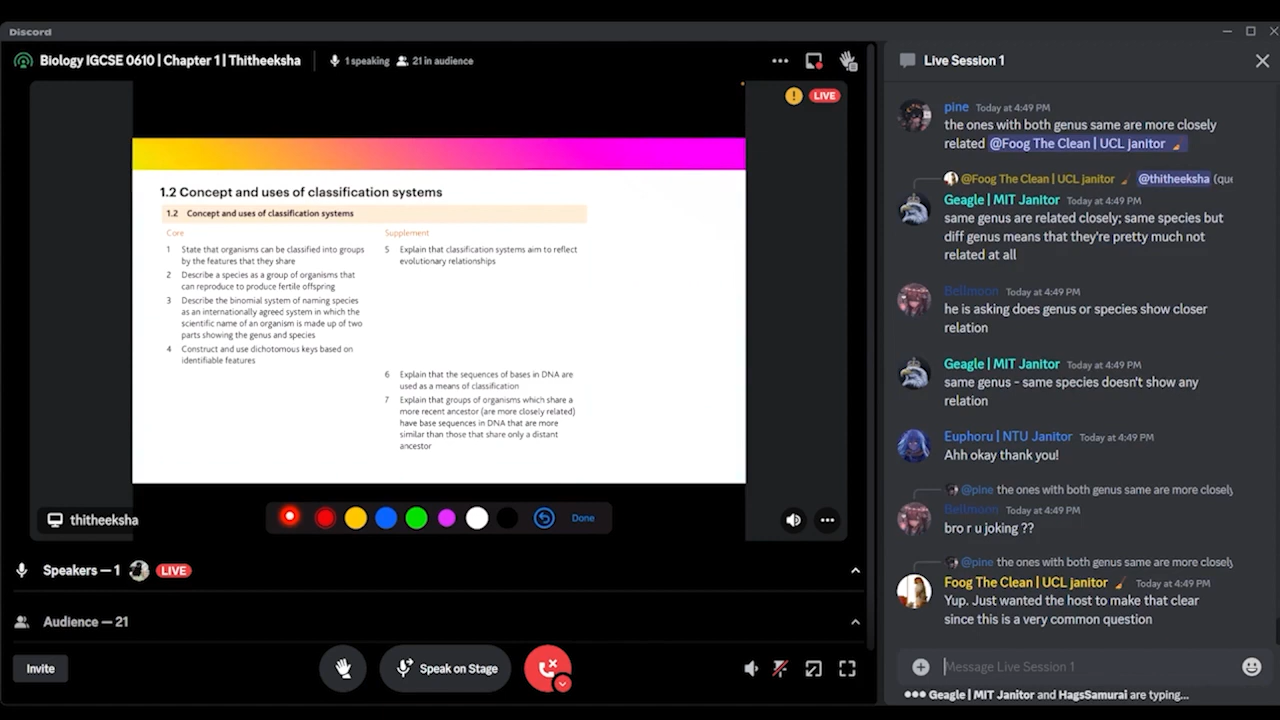 Discord
Biology IGCSE 0610 | Chapter 1 | Thitheeksha
1 speaking
21 in audience
LIVE
1.2 Concept and uses of classification systems
1.2 Concept and uses of classification systems
Core
1 State that organisms can be classified into groups
by the features that they share
2 Describe a species as a group of organisms that
can reproduce to produce fertile offspring
3 Describe the binomial system of naming species
as an internationally agreed system in which the
scientific name of an organism is made up of two
parts showing the genus and species
4 Construct and use dichotomous keys based on
identifiable features
Supplement
5 Explain that classification systems aim to reflect
evolutionary relationships
6 Explain that the sequences of bases in DNA are
used as a means of classification
7 Explain that groups of organisms which share a
more recent ancestor (are more closely related)
have base sequences in DNA that are more
similar than those that share only a distant
ancestor
thitheeksha
Done
Speakers — 1
LIVE
Audience — 21
Invite
Speak on Stage
Live Session 1
pine Today at 4:49 PM
the ones with both genus same are more closely
related @Foog The Clean | UCL janItor
@Foog The Clean | UCL janitor @thitheeksha (que
Geagle | MIT Janitor Today at 4:49 PM
same genus are related closely; same species but
diff genus means that they're pretty much not
related at all
Bellmoon Today at 4:49 PM
he is asking does genus or species show closer
relation
Geagle | MIT Janitor Today at 4:49 PM
same genus - same species doesn't show any
relation
Euphoru | NTU Janitor Today at 4:49 PM
Ahh okay thank you!
@pine the ones with both genus same are more closely
Bellmoon Today at 4:49 PM
bro r u joking ??
@pine the ones with both genus same are more closely
Foog The Clean | UCL janitor Today at 4:49 PM
Yup. Just wanted the host to make that clear
since this is a very common question
Message Live Session 1
Geagle | MIT Janitor and HagsSamurai are typing...